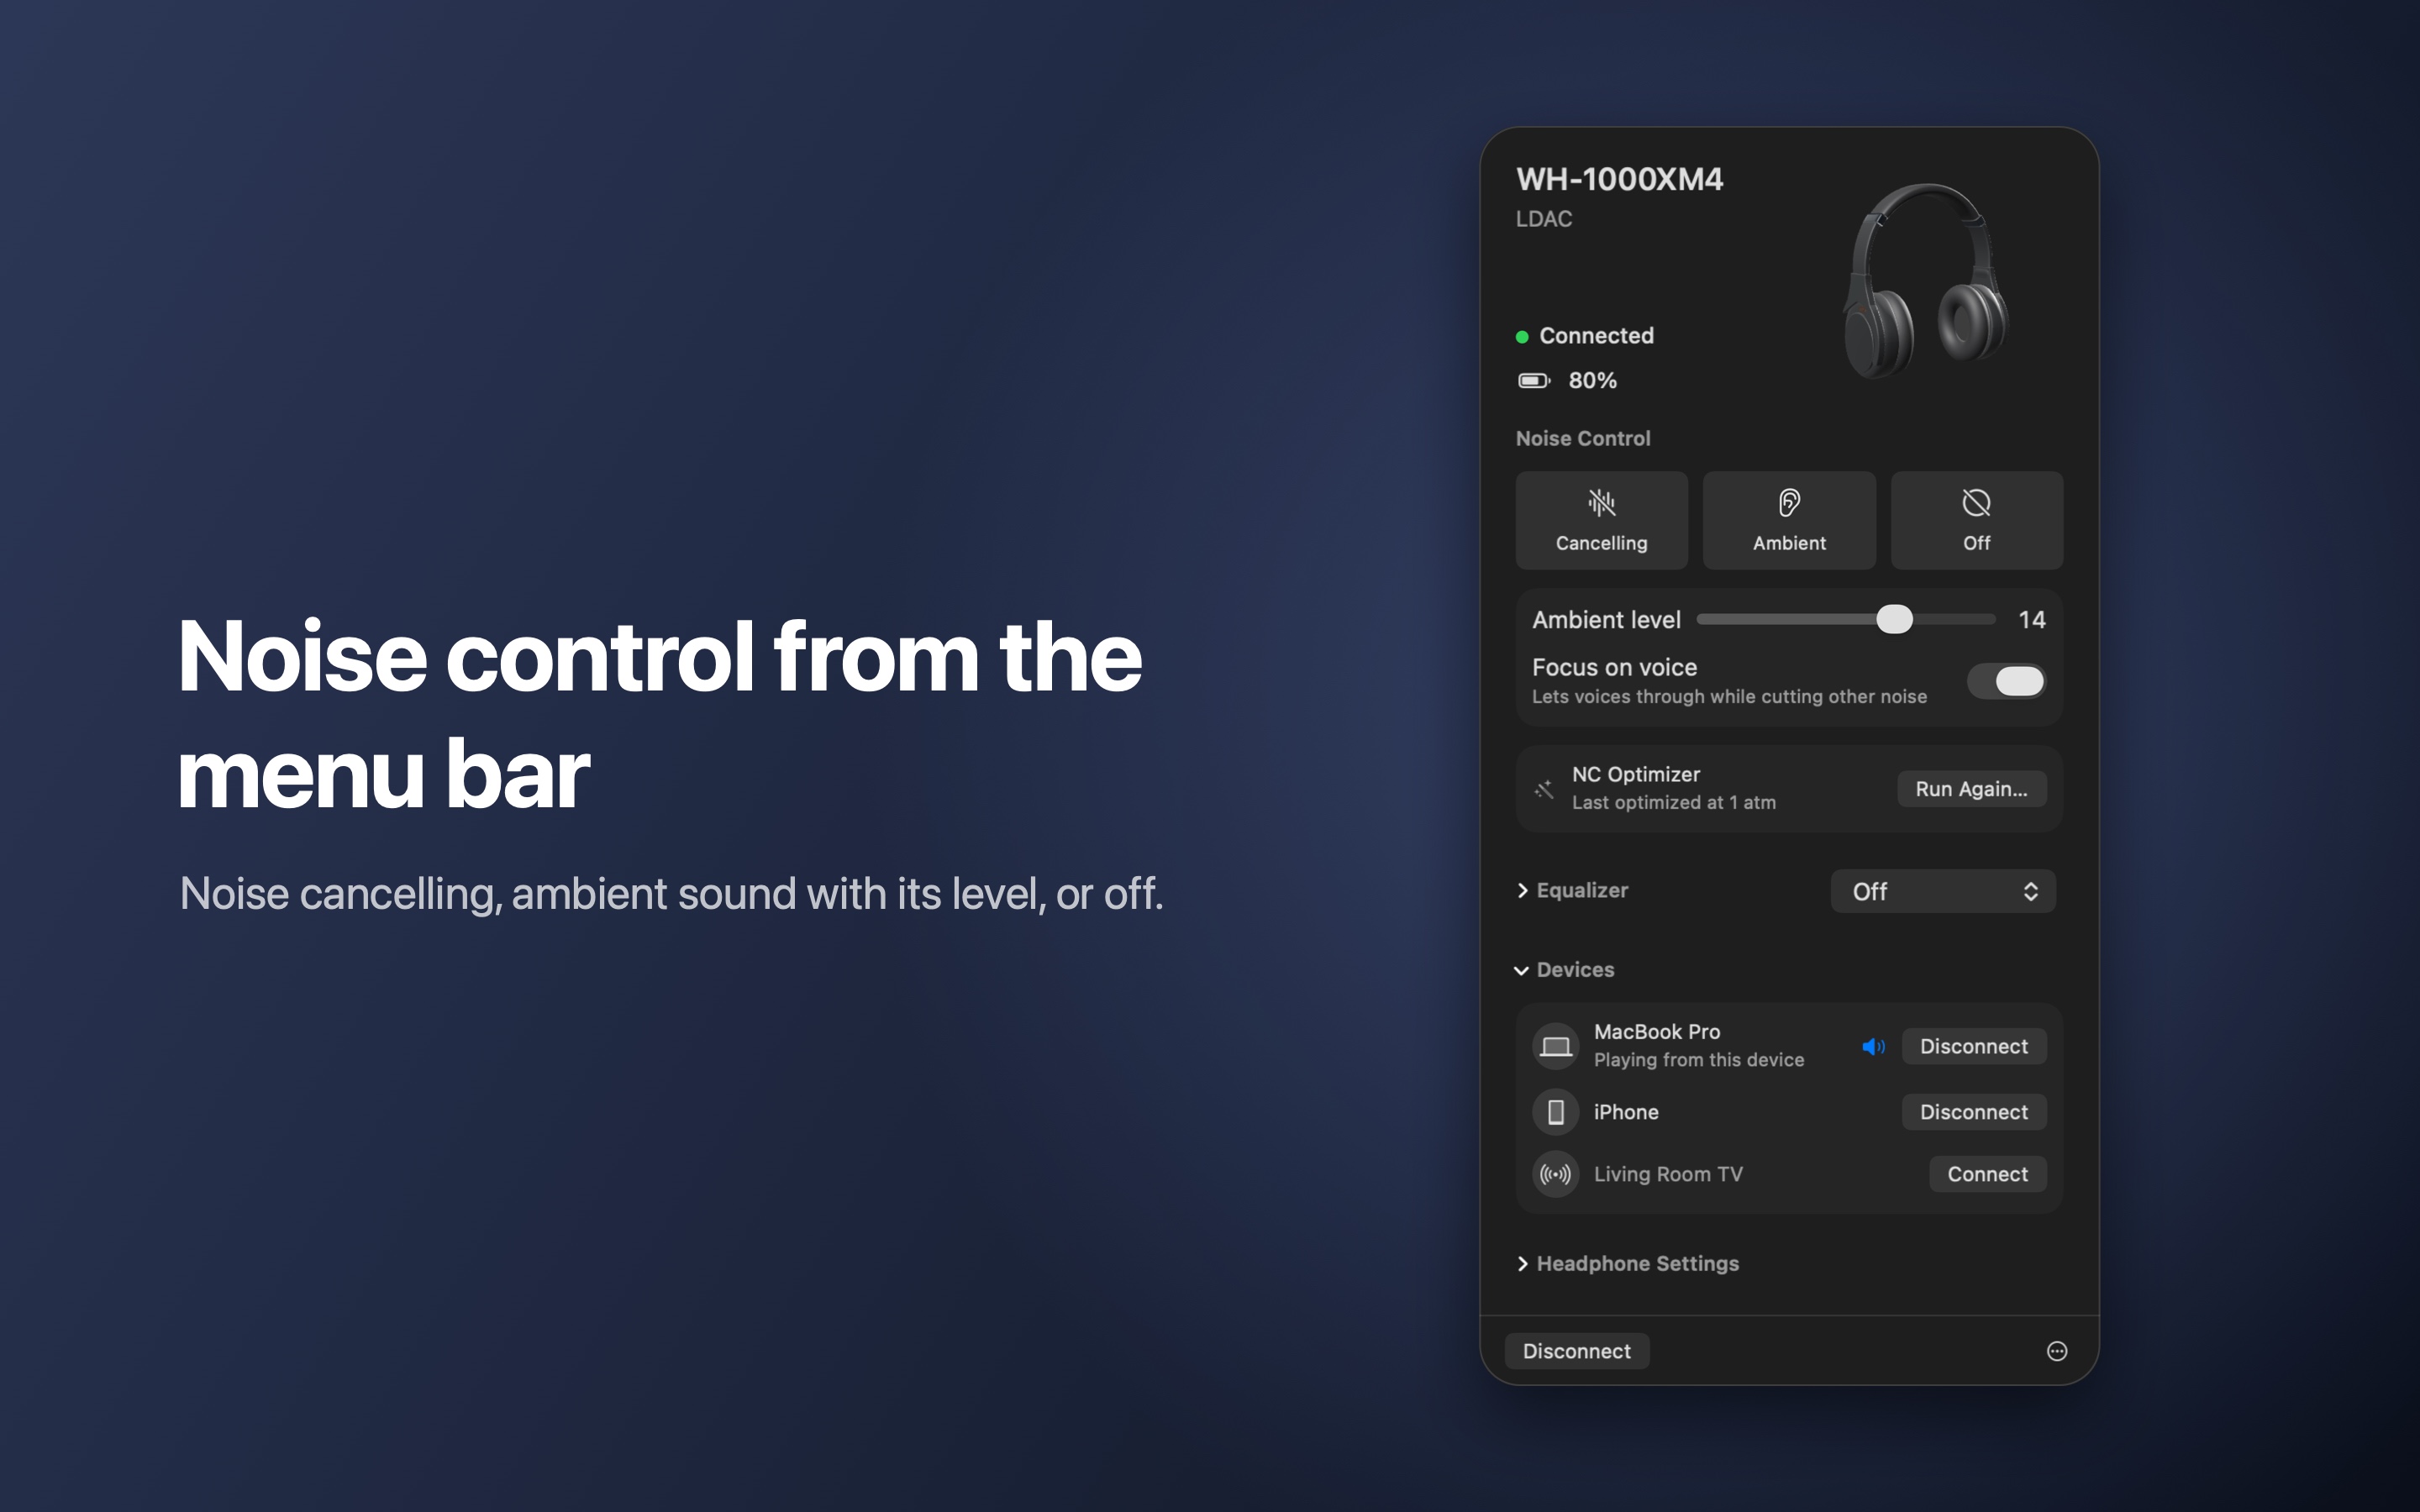 Noise control from the
menu bar
Noise cancelling, ambient sound with its level, or off.
WH-1000XM4
LDAC
Connected
80%
Noise Control
Cancelling
Ambient
Off
Ambient level 14
Focus on voice
Lets voices through while cutting other noise
NC Optimizer
Last optimized at 1 atm
Run Again...
Equalizer Off
Devices
MacBook Pro
Playing from this device
Disconnect
iPhone Disconnect
Living Room TV Connect
Headphone Settings
Disconnect